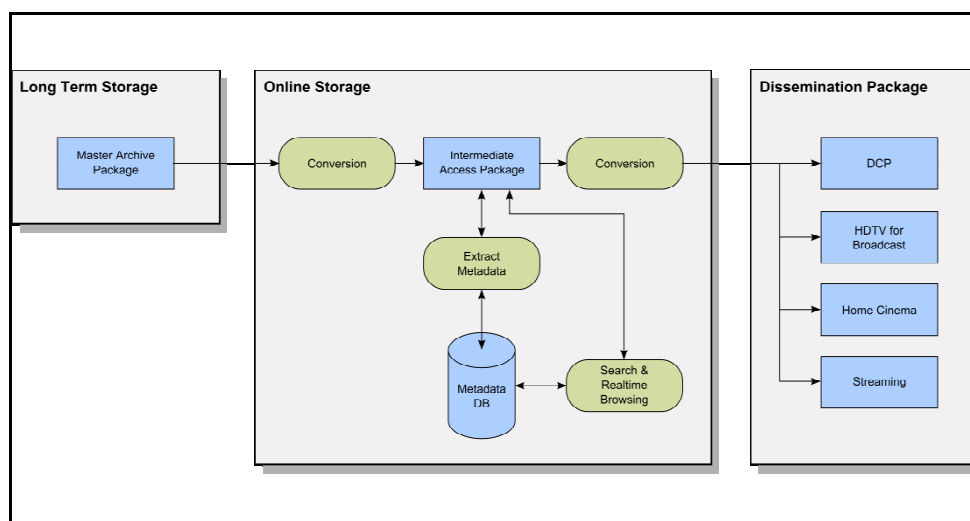 Long Term Storage
Master Archive
Package
Online Storage
Conversion
Intermediate
Access Package
Conversion
Extract
Metadata
Metadata
DB
Search &
Realtime
Browsing
Dissemination Package
DCP
HDTV for
Broadcast
Home Cinema
Streaming